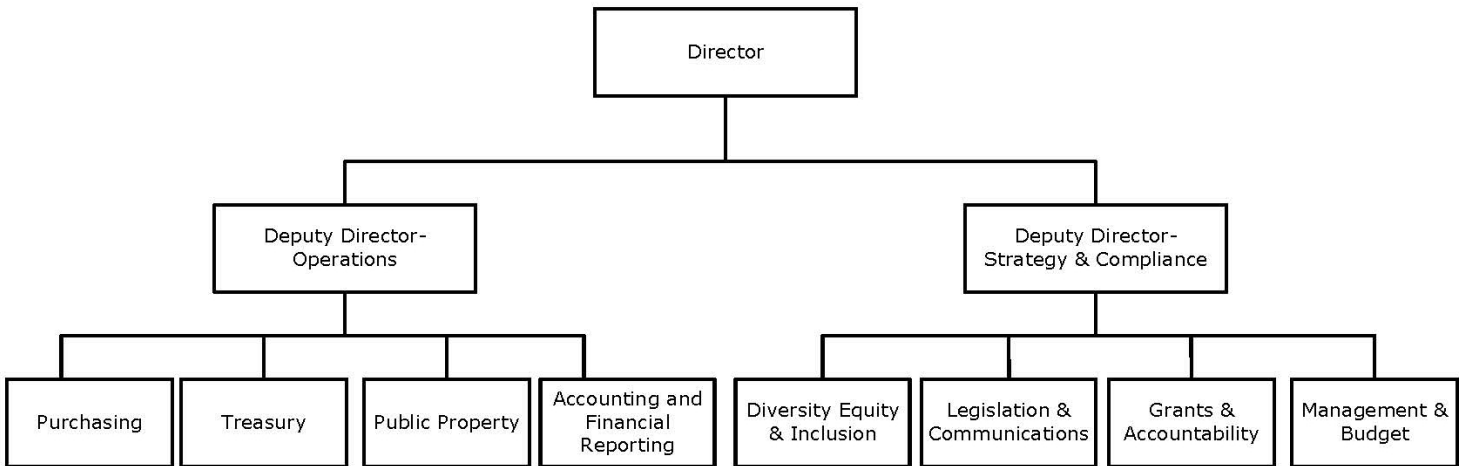 Director
Deputy Director-
Operations
Deputy Director-
Strategy & Compliance
Purchasing
Treasury
Public Property
Accounting and
Financial
Reporting
Diversity Equity
& Inclusion
Legislation &
Communications
Grants &
Accountability
Management &
Budget